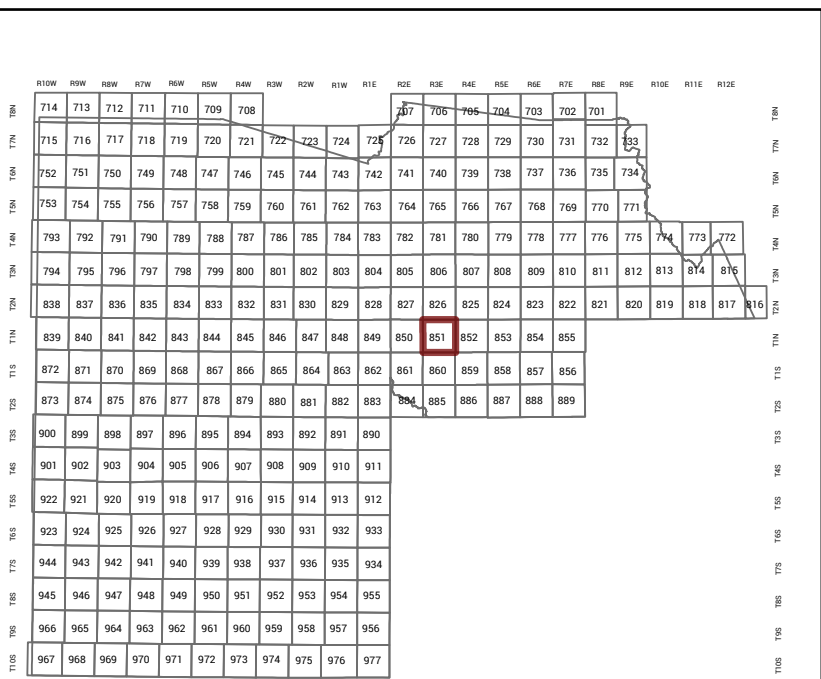 R10W R9W R8W R7W R6W R5W R4W R3W R2W R1W R1E R2E R3E R4E R5E R6E R7E R8E R9E R10E R11E R12E
T8N 714 713 712 711 710 709 708 707 706 705 704 703 702 701 T8N
T7N 715 716 717 718 719 720 721 722 723 724 725 726 727 728 729 730 731 732 733 T7N
T6N 752 751 750 749 748 747 746 745 744 743 742 741 740 739 738 737 736 735 734 T6N
T5N 753 754 755 756 757 758 759 760 761 762 763 764 765 766 767 768 769 770 771 T5N
T4N 793 792 791 790 789 788 787 786 785 784 783 782 781 780 779 778 777 776 775 774 773 772 T4N
T3N 794 795 796 797 798 799 800 801 802 803 804 805 806 807 808 809 810 811 812 813 814 815 T3N
T2N 838 837 836 835 834 833 832 831 830 829 828 827 826 825 824 823 822 821 820 819 818 817 816 T2N
T1N 839 840 841 842 843 844 845 846 847 848 849 850 851 852 853 854 855 T1N
T1S 872 871 870 869 868 867 866 865 864 863 862 861 860 859 858 857 856 T1S
T2S 873 874 875 876 877 878 879 880 881 882 883 884 885 886 887 888 889 T2S
T3S 900 899 898 897 896 895 894 893 892 891 890 T3S
T4S 901 902 903 904 905 906 907 908 909 910 911 T4S
T5S 922 921 920 919 918 917 916 915 914 913 912 T5S
T6S 923 924 925 926 927 928 929 930 931 932 933 T6S
T7S 944 943 942 941 940 939 938 937 936 935 934 T7S
T8S 945 946 947 948 949 950 951 952 953 954 955 T8S
T9S 966 965 964 963 962 961 960 959 958 957 956 T9S
T10S 967 968 969 970 971 972 973 974 975 976 977 T10S